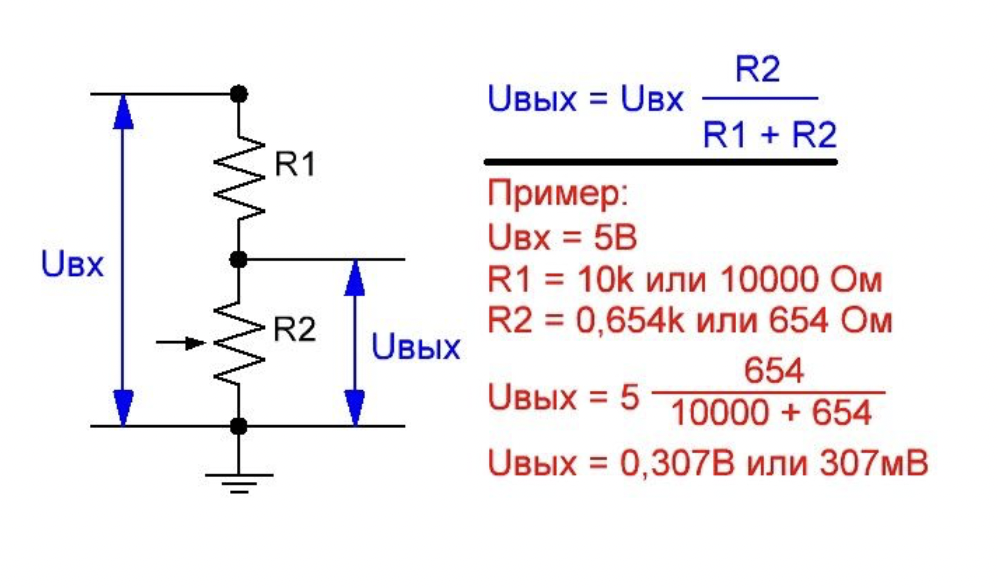 Uвх
R1
R2
Uвых
Uвых = Uвх R2 / R1 + R2
Пример:
Uвх = 5В
R1 = 10k или 10000 Ом
R2 = 0,654k или 654 Ом
Uвых = 5 654 / 10000 + 654
Uвых = 0,307В или 307мВ